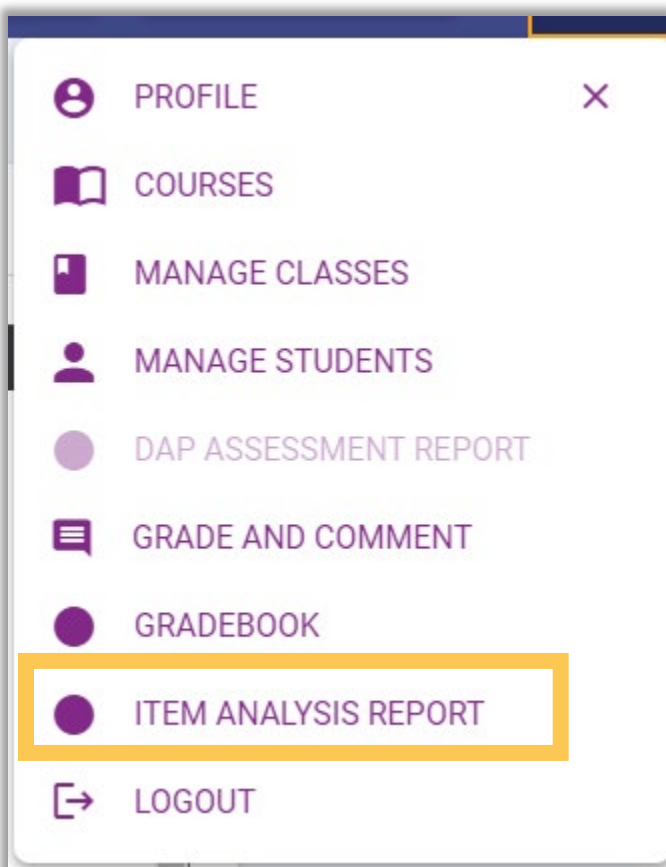 PROFILE
COURSES
MANAGE CLASSES
MANAGE STUDENTS
DAP ASSESSMENT REPORT
GRADE AND COMMENT
GRADEBOOK
ITEM ANALYSIS REPORT
LOGOUT